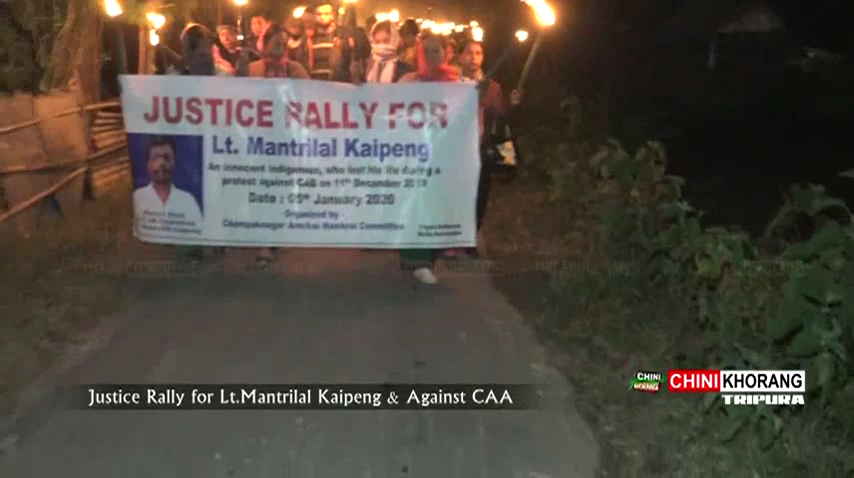 JUSTICE RALLY FOR
Lt. Mantrilal Kaipeng
An innocent indigenous, who lost his life during a
protest against CAB on 11th December 2019
Date : 05th January 2020
Organized by
Champaknagar Committee
Justice Rally for Lt.Mantrilal Kaipeng & Against CAA
CHINI
KHORANG
CHINI KHORANG
TRIPURA